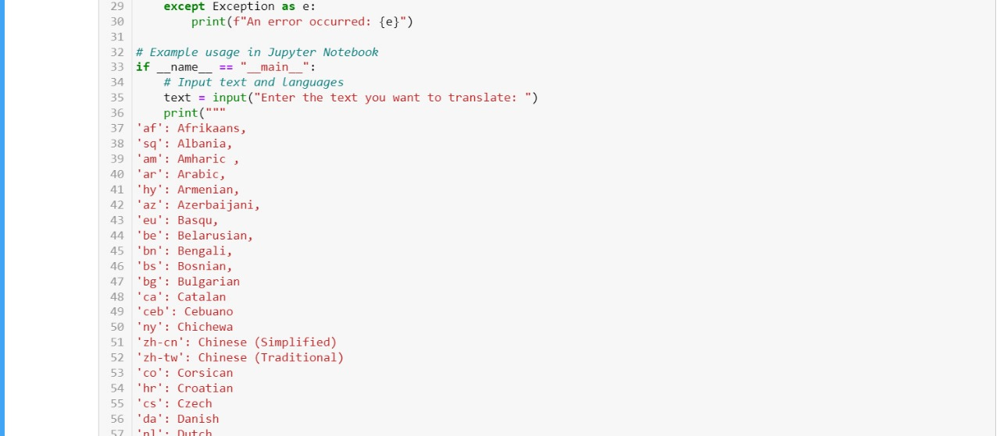 29 except Exception as e:
30 print(f"An error occurred: {e}")
31
32 # Example usage in Jupyter Notebook
33 if __name__ == "__main__":
34 # Input text and languages
35 text = input("Enter the text you want to translate: ")
36 print("""
37 'af': Afrikaans,
38 'sq': Albania,
39 'am': Amharic ,
40 'ar': Arabic,
41 'hy': Armenian,
42 'az': Azerbaijani,
43 'eu': Basqu,
44 'be': Belarusian,
45 'bn': Bengali,
46 'bs': Bosnian,
47 'bg': Bulgarian
48 'ca': Catalan
49 'ceb': Cebuano
50 'ny': Chichewa
51 'zh-cn': Chinese (Simplified)
52 'zh-tw': Chinese (Traditional)
53 'co': Corsican
54 'hr': Croatian
55 'cs': Czech
56 'da': Danish
57 'nl': Dutch